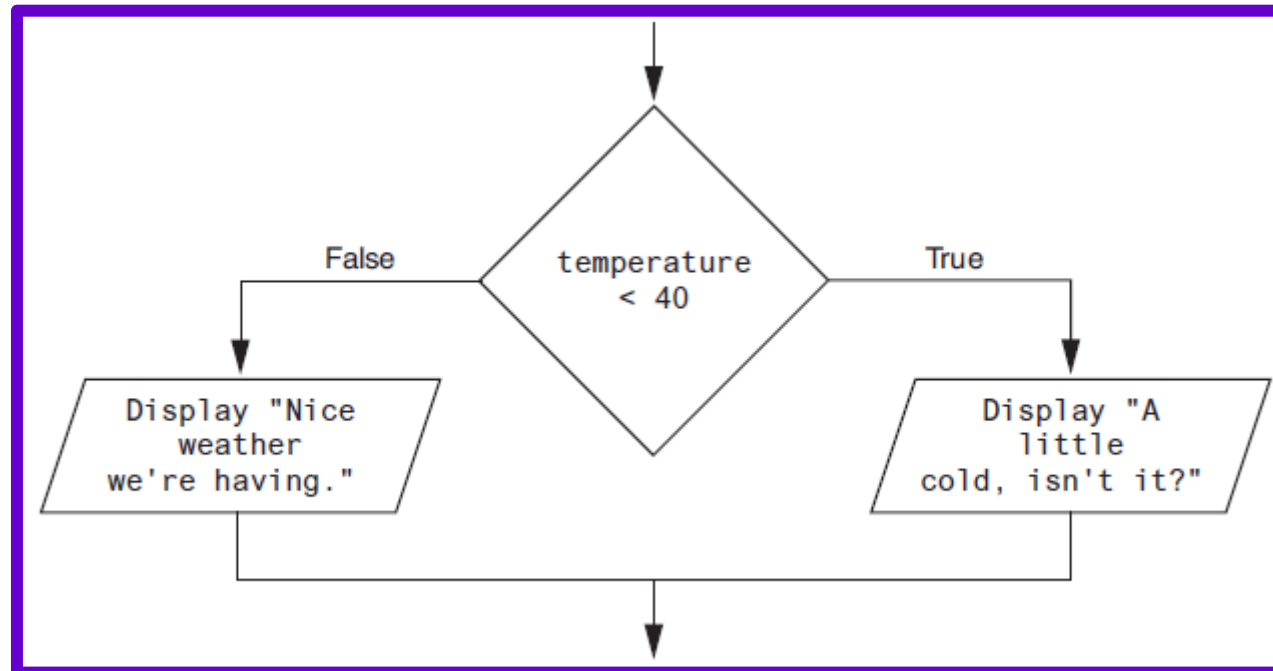 False
temperature
< 40
True
Display "Nice
weather
we're having."
Display "A
little
cold, isn't it?"